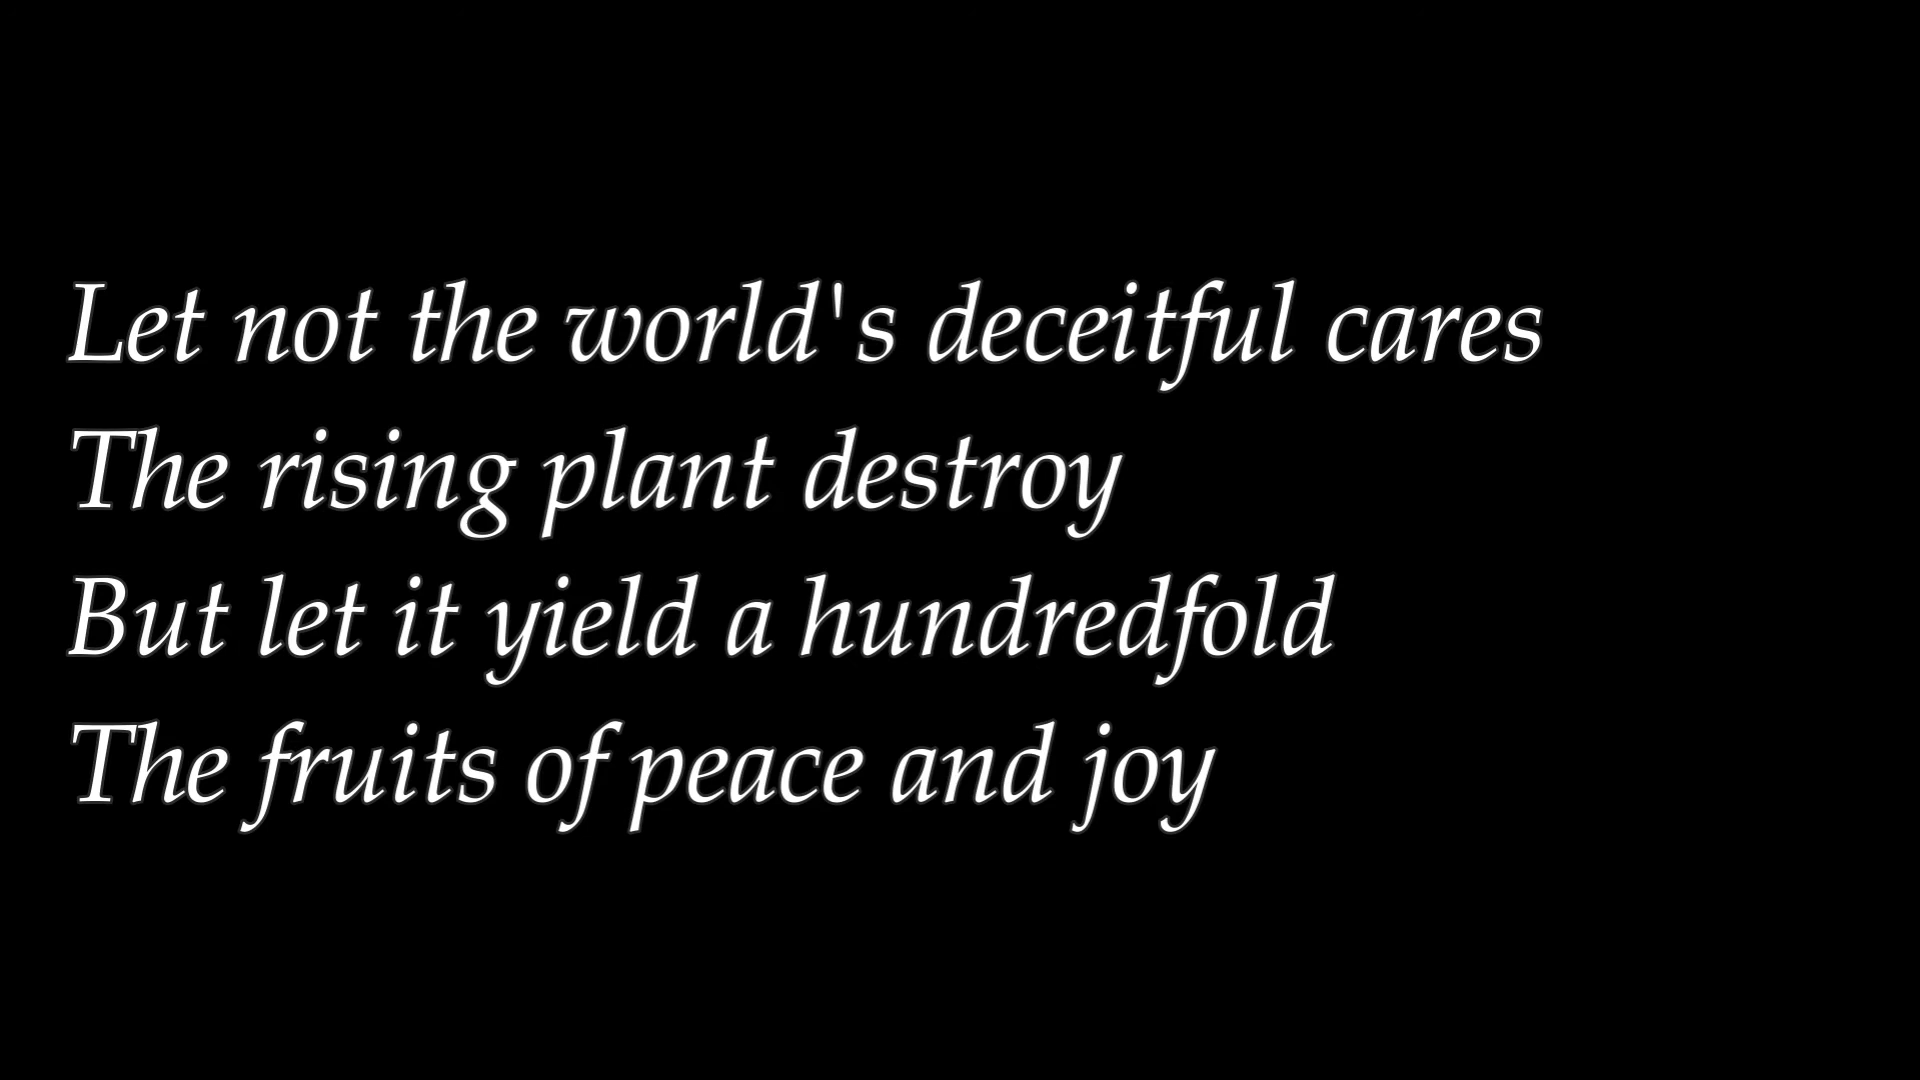 Let not the world's deceitful cares
The rising plant destroy
But let it yield a hundredfold
The fruits of peace and joy